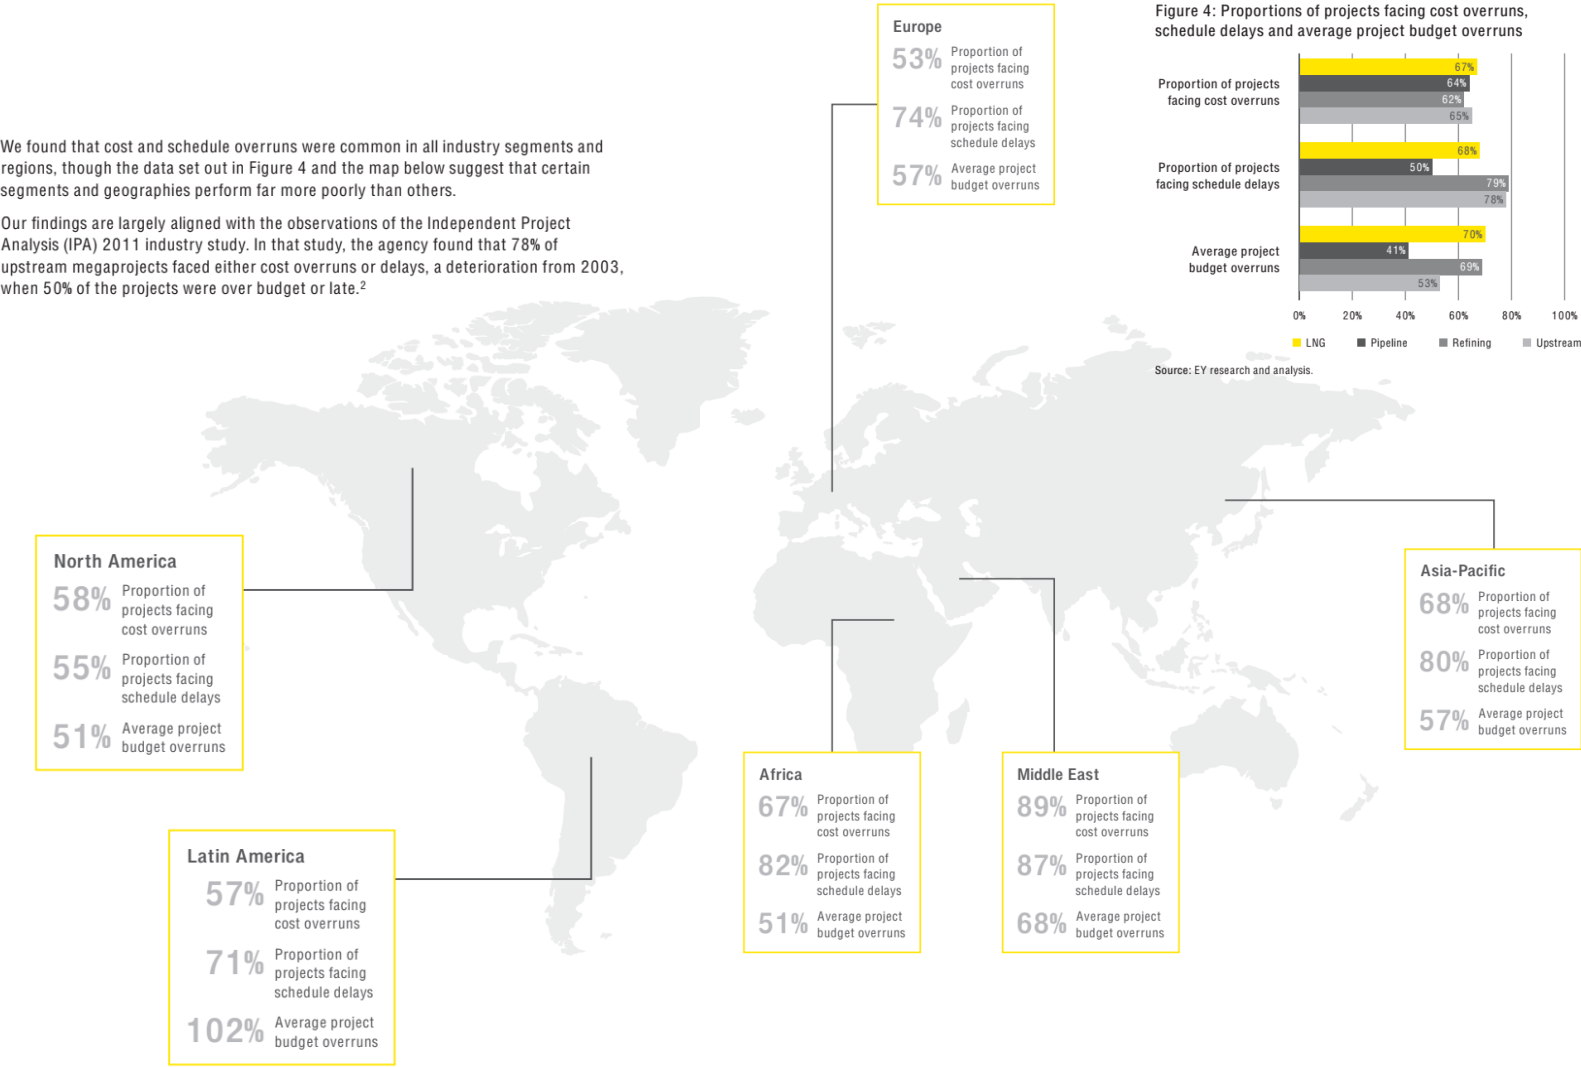 We found that cost and schedule overruns were common in all industry segments and
regions, though the data set out in Figure 4 and the map below suggest that certain
segments and geographies perform far more poorly than others.
Our findings are largely aligned with the observations of the Independent Project
Analysis (IPA) 2011 industry study. In that study, the agency found that 78% of
upstream megaprojects faced either cost overruns or delays, a deterioration from 2003,
when 50% of the projects were over budget or late.²
Europe
53% Proportion of
projects facing
cost overruns
74% Proportion of
projects facing
schedule delays
57% Average project
budget overruns
Figure 4: Proportions of projects facing cost overruns,
schedule delays and average project budget overruns
Proportion of projects
facing cost overruns
67%
64%
62%
65%
Proportion of projects
facing schedule delays
68%
50%
79%
78%
Average project
budget overruns
70%
41%
69%
53%
0% 20% 40% 60% 80% 100%
LNG Pipeline Refining Upstream
Source: EY research and analysis.
North America
58% Proportion of
projects facing
cost overruns
55% Proportion of
projects facing
schedule delays
51% Average project
budget overruns
Latin America
57% Proportion of
projects facing
cost overruns
71% Proportion of
projects facing
schedule delays
102% Average project
budget overruns
Africa
67% Proportion of
projects facing
cost overruns
82% Proportion of
projects facing
schedule delays
51% Average project
budget overruns
Middle East
89% Proportion of
projects facing
cost overruns
87% Proportion of
projects facing
schedule delays
68% Average project
budget overruns
Asia-Pacific
68% Proportion of
projects facing
cost overruns
80% Proportion of
projects facing
schedule delays
57% Average project
budget overruns